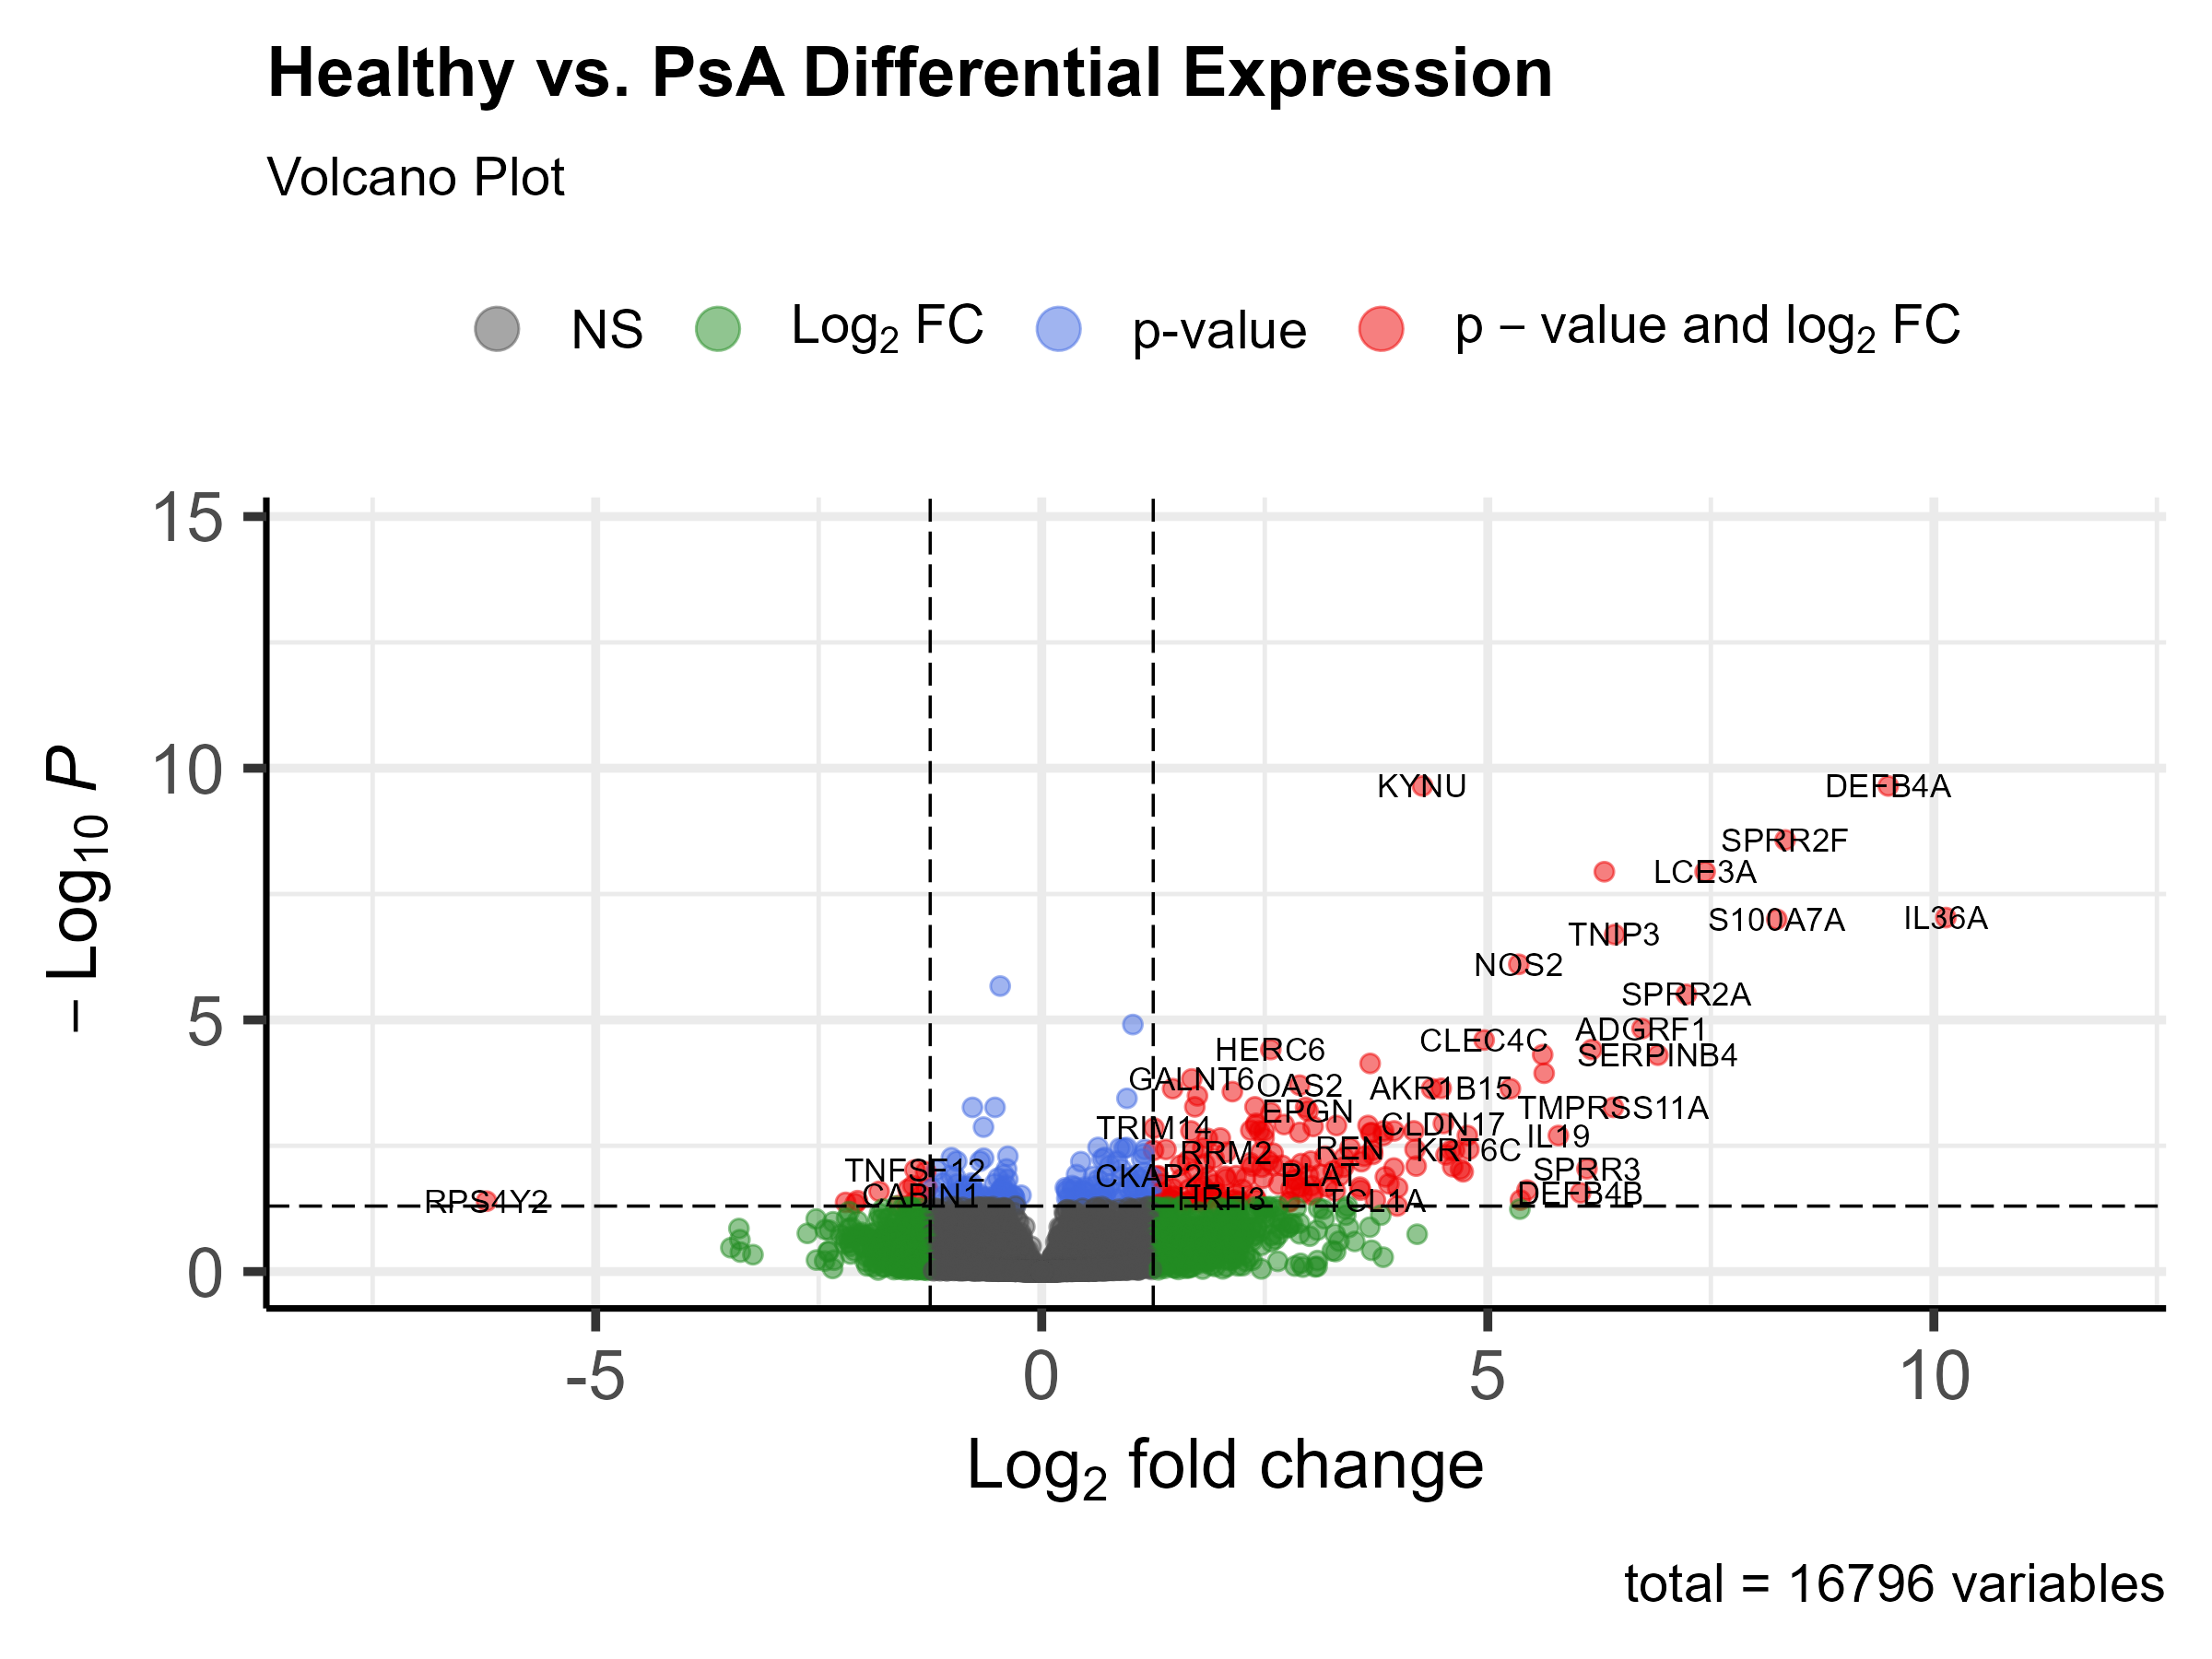 Healthy vs. PsA Differential Expression
Volcano Plot
NS Log₂ FC p-value p – value and log₂ FC
15
10
5
0
– Log₁₀ P
KYNU DEFB4A
SPRR2F
LCE3A
S100A7A IL36A
TNIP3
NOS2
SPRR2A
ADGRF1
CLEC4C
HERC6 SERPINB4
GALNT6 OAS2 AKR1B15
EPGN TMPRSS11A
TRIM14 CLDN17 IL19
RRM2 REN KRT6C
TNFSF12 CKAP2L PLAT SPRR3
RPS4Y2 CABIN1 HRH3 TCL1A DEFB4B
-5 0 5 10
Log₂ fold change
total = 16796 variables